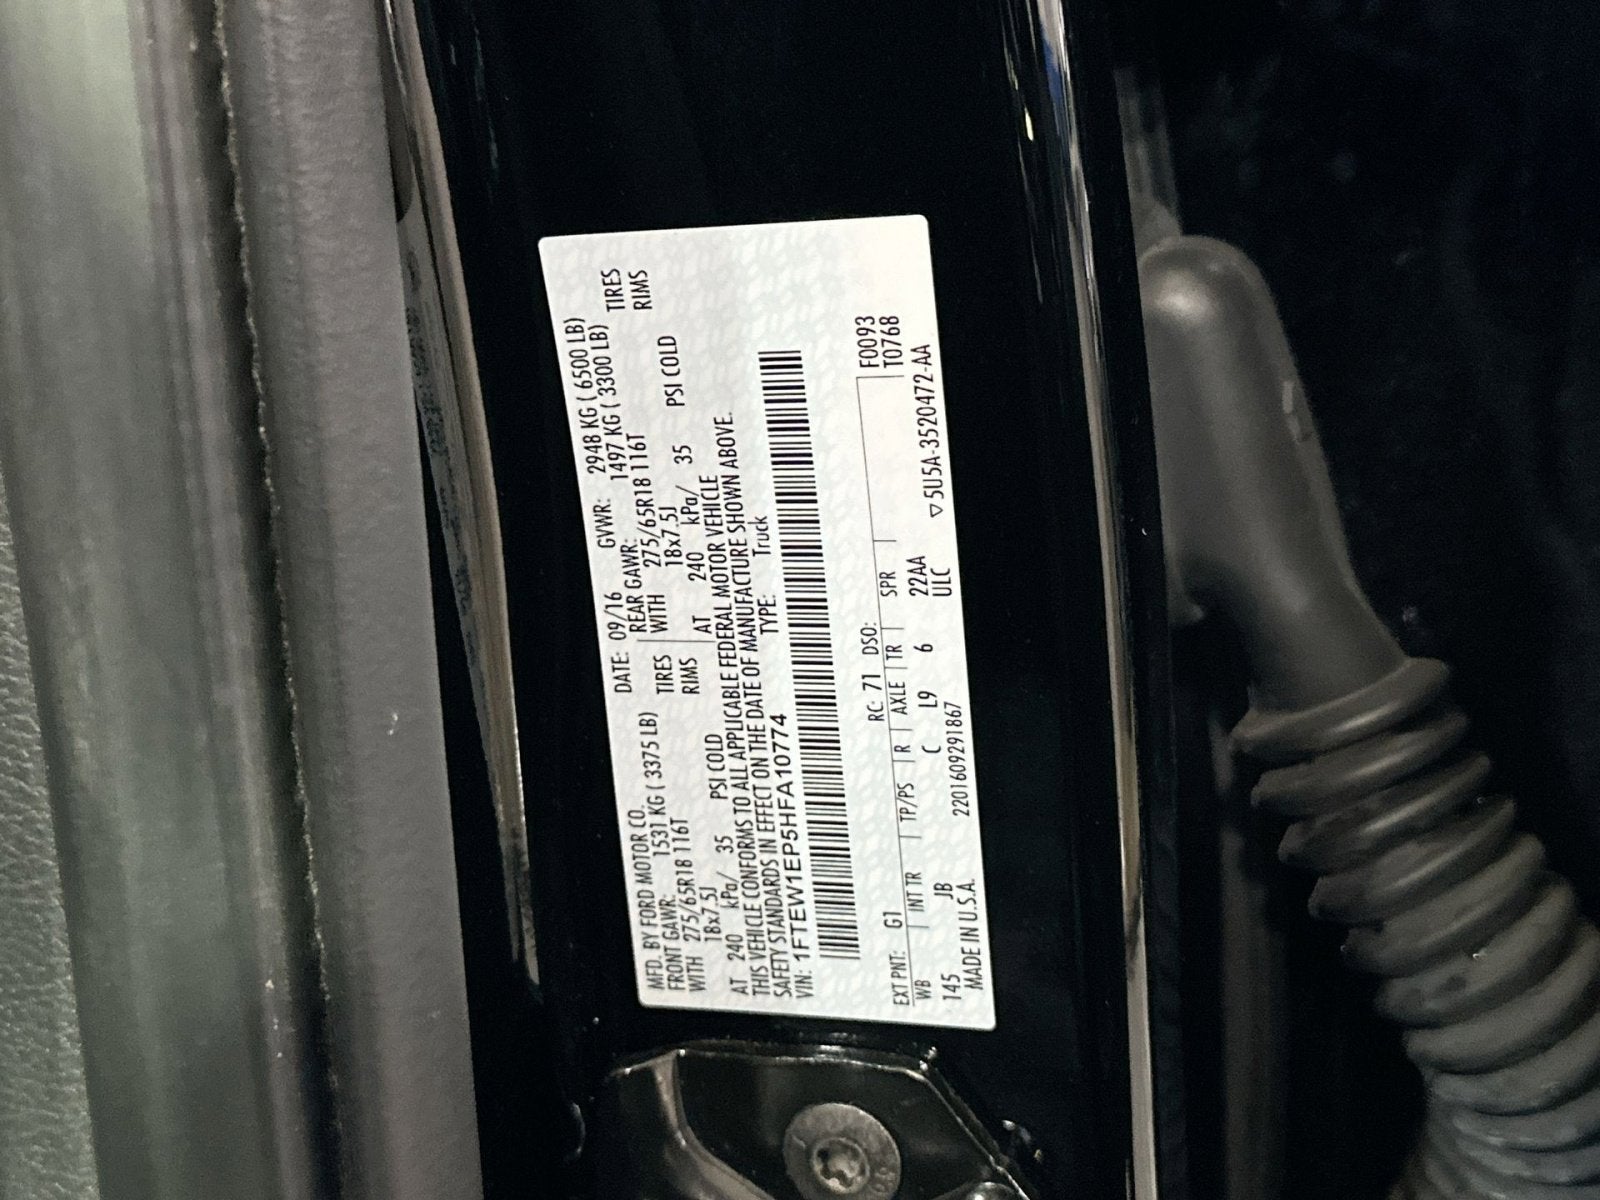 MFD. BY FORD MOTOR CO. DATE: 09/16 GVWR: 2948 KG ( 6500 LB)
FRONT GAWR: 1531 KG ( 3375 LB) REAR GAWR: 1497 KG ( 3300 LB)
WITH 275/65R18 116T TIRES WITH 275/65R18 116T TIRES
18x7.5J RIMS 18x7.5J RIMS
AT 240 kPa/ 35 PSI COLD AT 240 kPa/ 35 PSI COLD
THIS VEHICLE CONFORMS TO ALL APPLICABLE FEDERAL MOTOR VEHICLE
SAFETY STANDARDS IN EFFECT ON THE DATE OF MANUFACTURE SHOWN ABOVE.
VIN: 1FTEW1EP5HFA10774 TYPE: Truck
F0093
T0768
EXT PNT: G1 RC: 71 DSO:
WB INT TR TP/PS R AXLE TR SPR
145 JB C L9 6 22AA
MADE IN U.S.A. 2201609291867 ULC ▽5U5A-3520472-AA